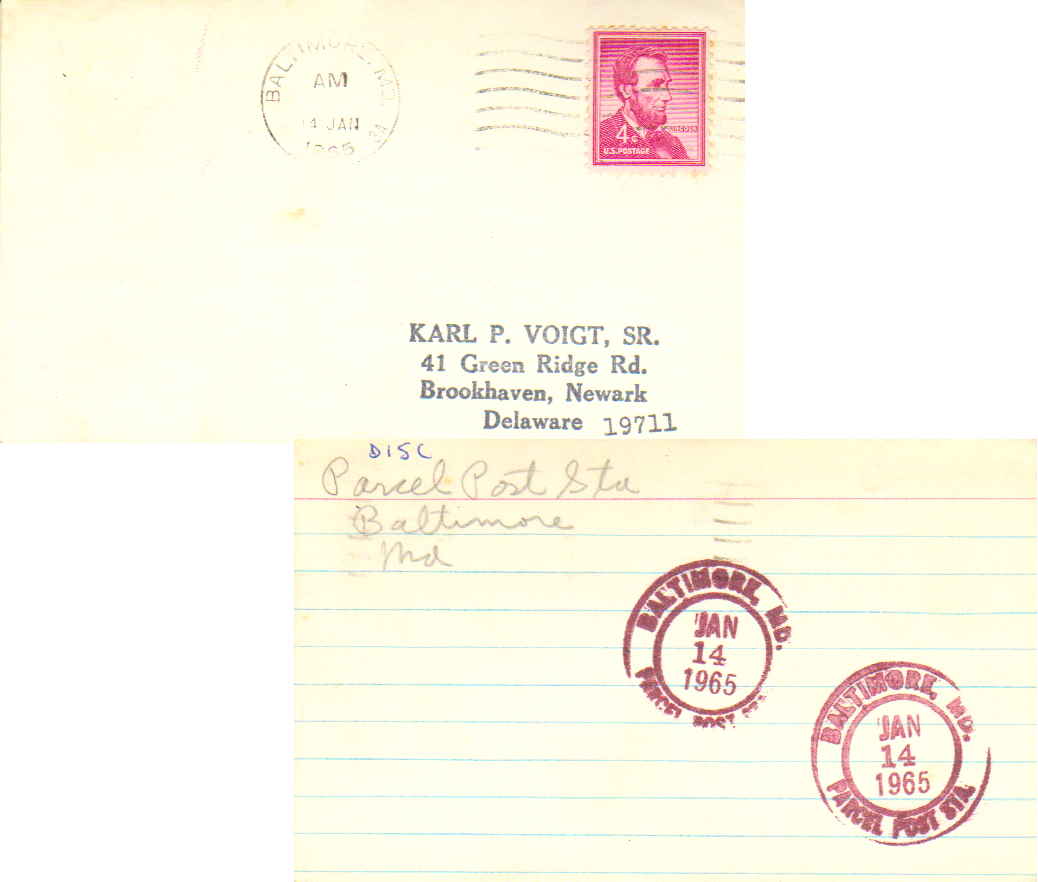 BALTIMORE, MD.
AM
14 JAN
1965
4¢ LINCOLN
U.S. POSTAGE
KARL P. VOIGT, SR.
41 Green Ridge Rd.
Brookhaven, Newark
Delaware 19711
DISC
Parcel Post Sta
Baltimore
Md
BALTIMORE, MD.
JAN
14
1965
PARCEL POST STA.
BALTIMORE, MD.
JAN
14
1965
PARCEL POST STA.